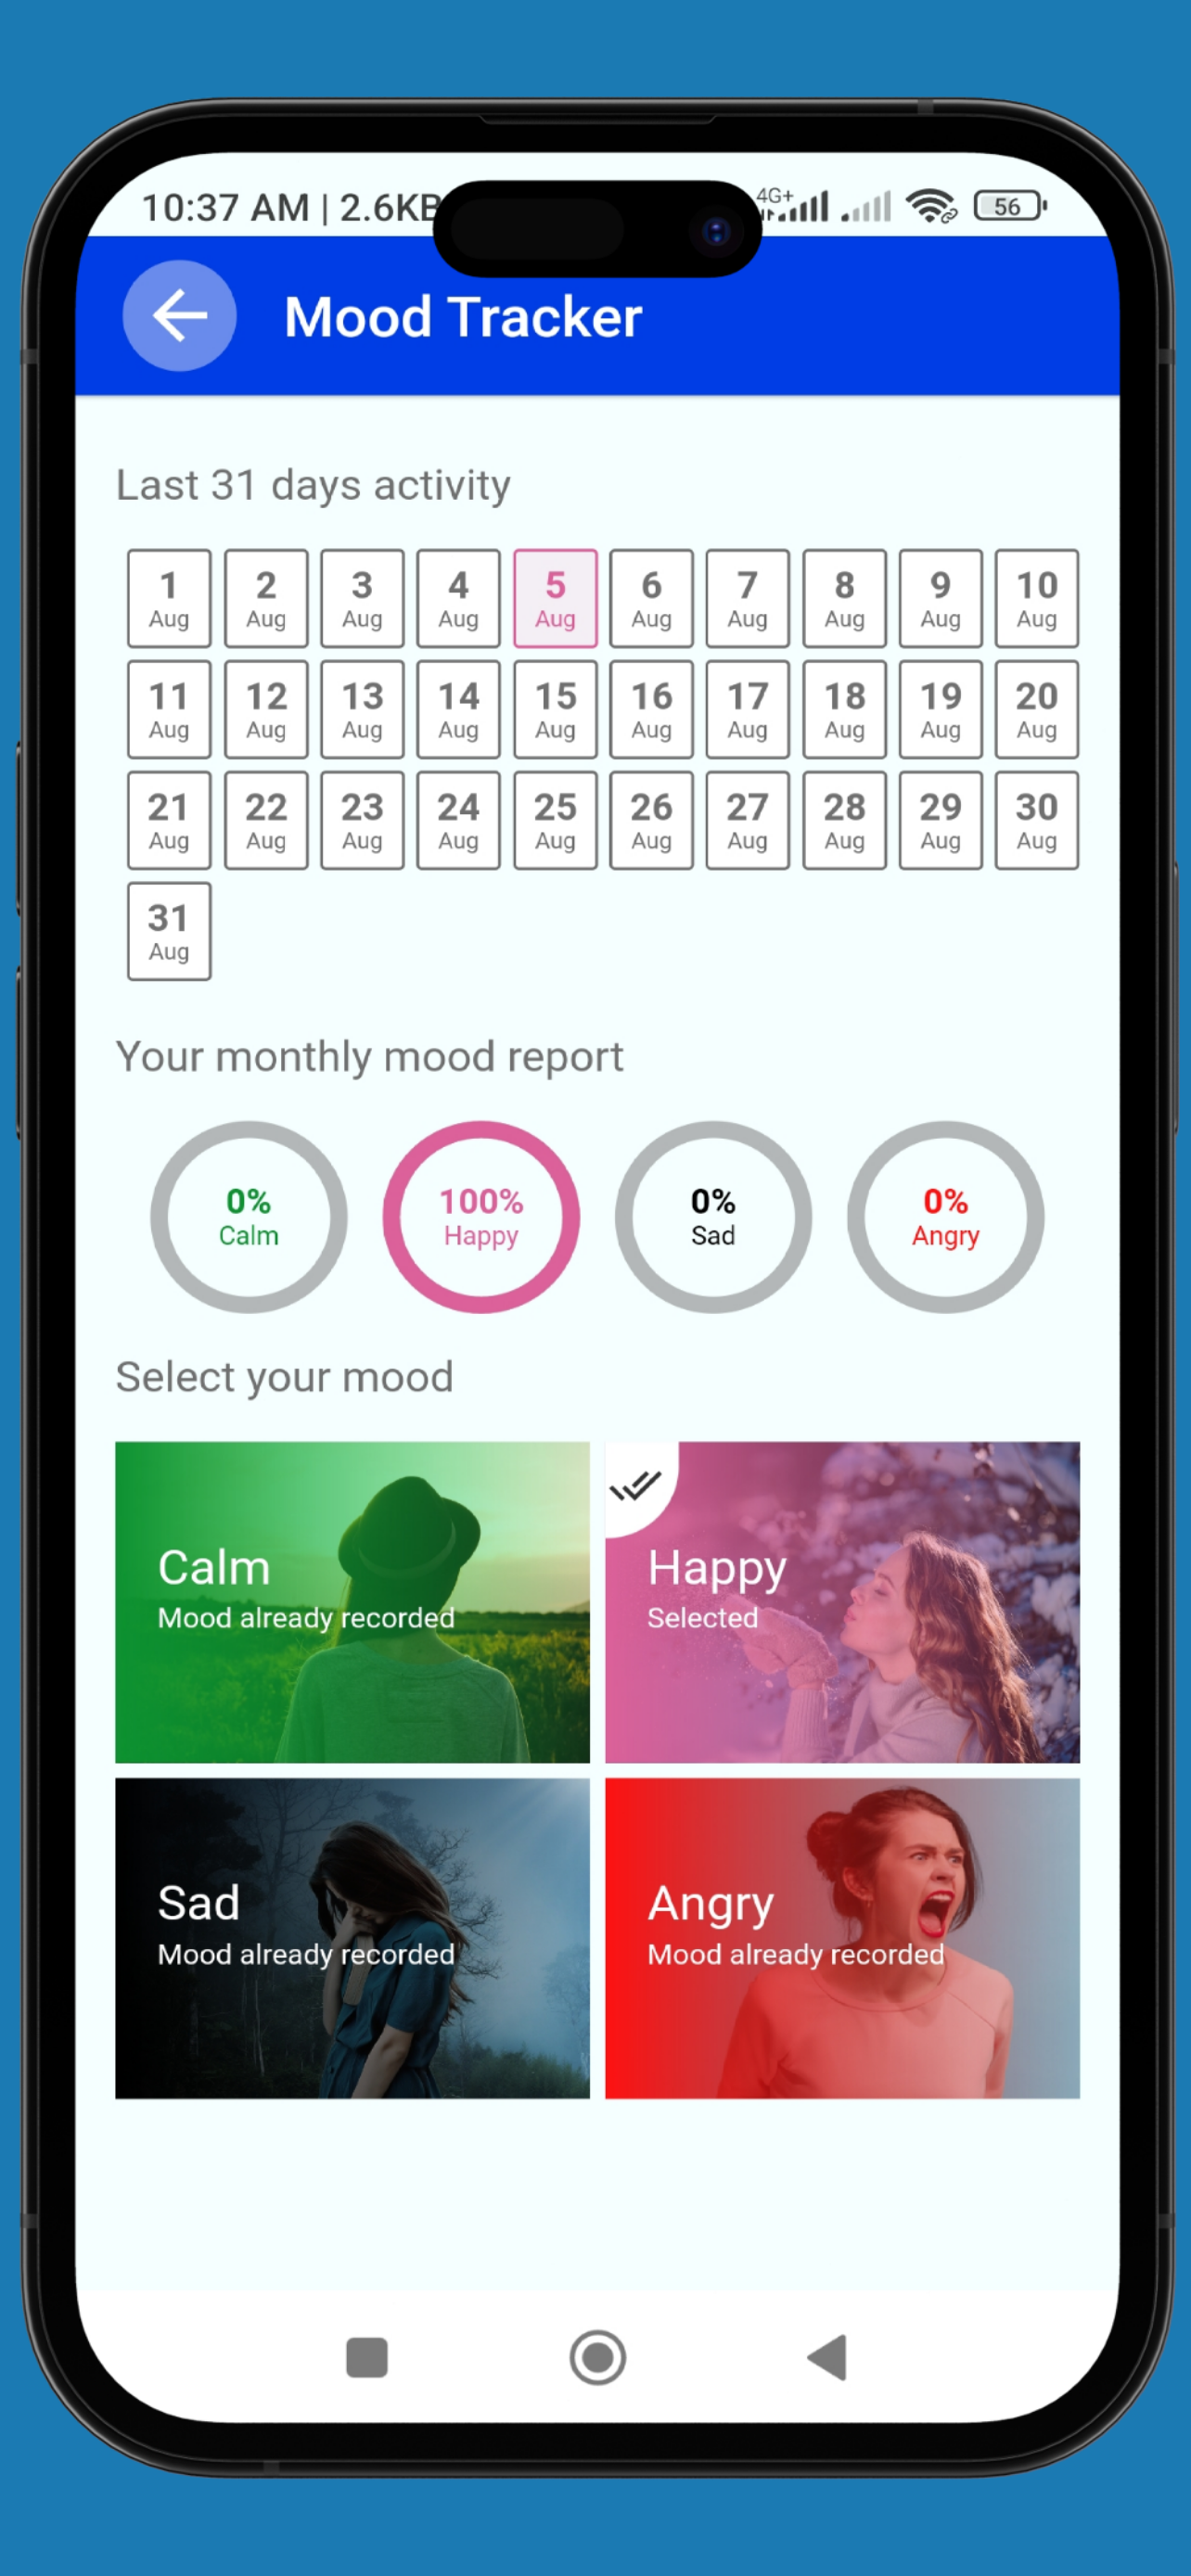 10:37 AM | 2.6KB
4G+
56
Mood Tracker
Last 31 days activity
1 2 3 4 5 6 7 8 9 10
Aug Aug Aug Aug Aug Aug Aug Aug Aug Aug
11 12 13 14 15 16 17 18 19 20
Aug Aug Aug Aug Aug Aug Aug Aug Aug Aug
21 22 23 24 25 26 27 28 29 30
Aug Aug Aug Aug Aug Aug Aug Aug Aug Aug
31
Aug
Your monthly mood report
0% 100% 0% 0%
Calm Happy Sad Angry
Select your mood
Calm
Mood already recorded
Happy
Selected
Sad
Mood already recorded
Angry
Mood already recorded